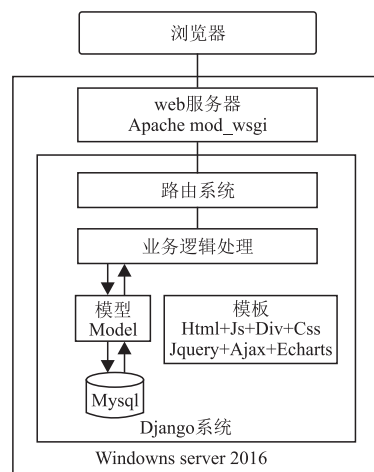 浏览器
web服务器
Apache mod_wsgi
路由系统
业务逻辑处理
模型
Model
模板
Html+Js+Div+Css
Jquery+Ajax+Echarts
Mysql
Django系统
Windowns server 2016